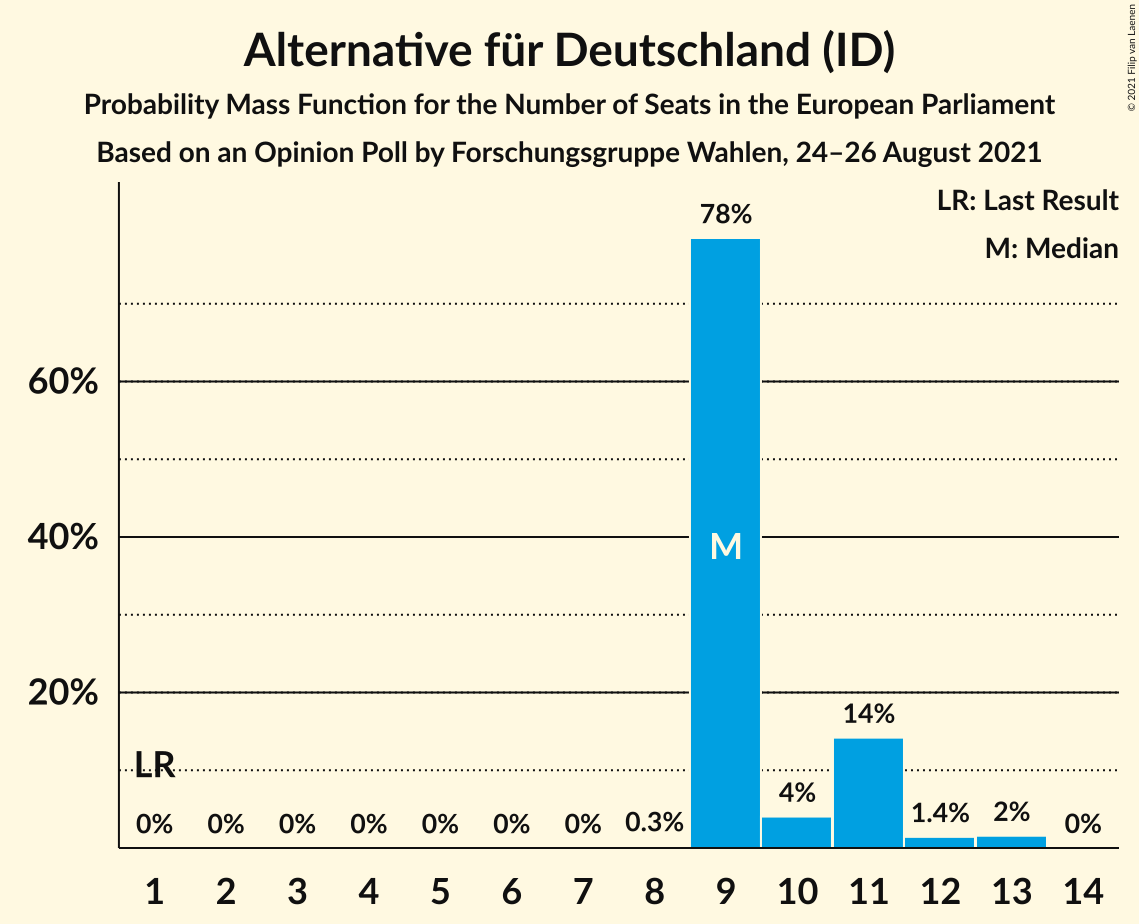 Alternative für Deutschland (ID)
Probability Mass Function for the Number of Seats in the European Parliament
Based on an Opinion Poll by Forschungsgruppe Wahlen, 24–26 August 2021
© 2021 Filip van Laenen
LR: Last Result
M: Median
78%
60%
40%
M
20%
14%
LR
4%
0% 0% 0% 0% 0% 0% 0% 0.3% 1.4% 2% 0%
1 2 3 4 5 6 7 8 9 10 11 12 13 14